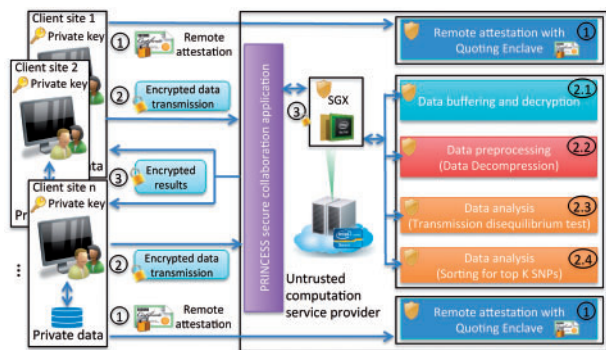 Client site 1
Private key
Client site 2
Private key
Client site n
Private key
...
Private data
1
Remote
attestation
2
Encrypted data
transmission
3
Encrypted
results
2
Encrypted data
transmission
1
Remote
attestation
PRINCESS secure collaboration application
3
SGX
Untrusted
computation
service provider
1
Remote attestation with
Quoting Enclave
2.1
Data buffering and decryption
2.2
Data preprocessing
(Data Decompression)
2.3
Data analysis
(Transmission disequilibrium test)
2.4
Data analysis
(Sorting for top K SNPs)
1
Remote attestation with
Quoting Enclave